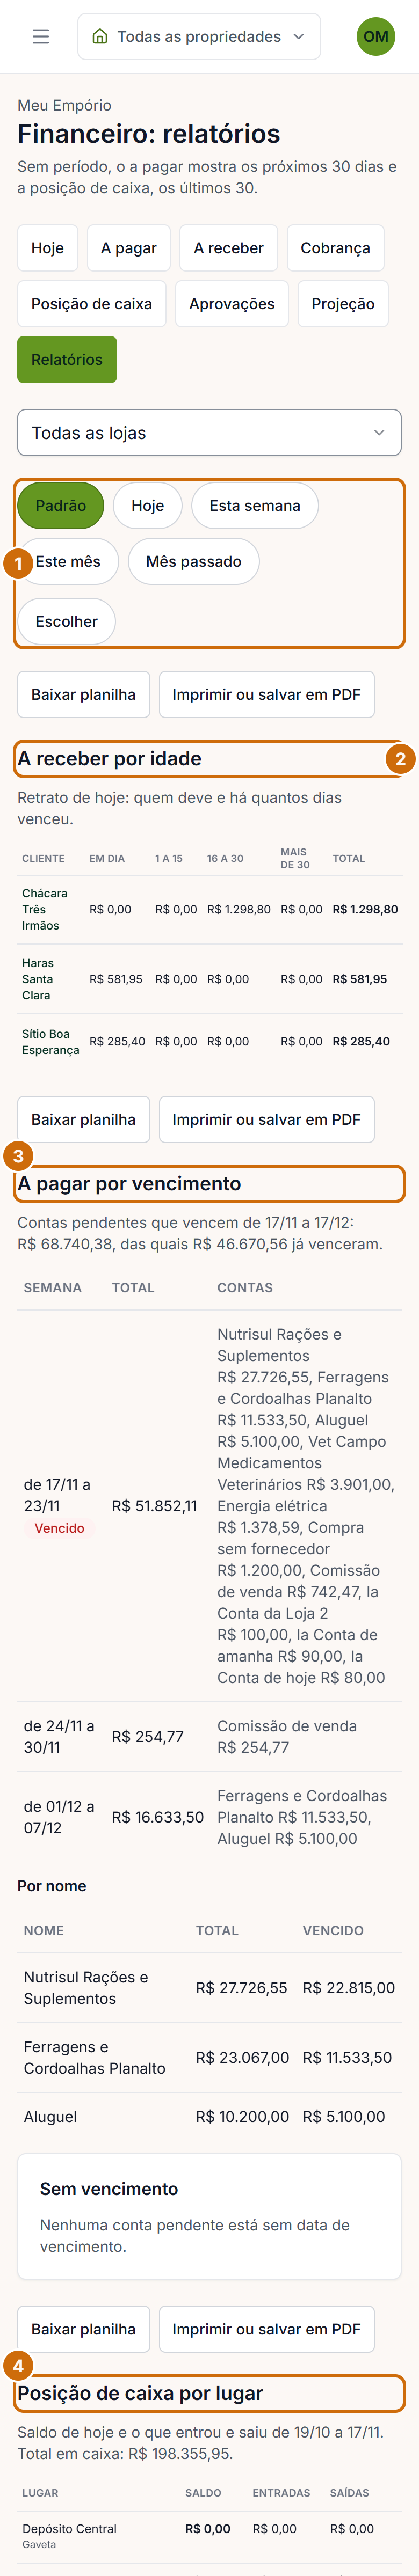 Todas as propriedades
OM
Meu Empório
Financeiro: relatórios
Sem período, o a pagar mostra os próximos 30 dias e
a posição de caixa, os últimos 30.
Hoje
A pagar
A receber
Cobrança
Posição de caixa
Aprovações
Projeção
Relatórios
Todas as lojas
Padrão
Hoje
Esta semana
1
Este mês
Mês passado
Escolher
Baixar planilha
Imprimir ou salvar em PDF
A receber por idade
2
Retrato de hoje: quem deve e há quantos dias
venceu.
CLIENTE EM DIA 1 A 15 16 A 30 MAIS DE 30 TOTAL
Chácara Três Irmãos R$ 0,00 R$ 0,00 R$ 1.298,80 R$ 0,00 R$ 1.298,80
Haras Santa Clara R$ 581,95 R$ 0,00 R$ 0,00 R$ 0,00 R$ 581,95
Sítio Boa Esperança R$ 285,40 R$ 0,00 R$ 0,00 R$ 0,00 R$ 285,40
Baixar planilha
Imprimir ou salvar em PDF
3
A pagar por vencimento
Contas pendentes que vencem de 17/11 a 17/12:
R$ 68.740,38, das quais R$ 46.670,56 já venceram.
SEMANA TOTAL CONTAS
de 17/11 a
23/11
Vencido
R$ 51.852,11
Nutrisul Rações e
Suplementos
R$ 27.726,55, Ferragens
e Cordoalhas Planalto
R$ 11.533,50, Aluguel
R$ 5.100,00, Vet Campo
Medicamentos
Veterinários R$ 3.901,00,
Energia elétrica
R$ 1.378,59, Compra
sem fornecedor
R$ 1.200,00, Comissão
de venda R$ 742,47, Ia
Conta da Loja 2
R$ 100,00, Ia Conta de
amanha R$ 90,00, Ia
Conta de hoje R$ 80,00
de 24/11 a
30/11
R$ 254,77
Comissão de venda
R$ 254,77
de 01/12 a
07/12
R$ 16.633,50
Ferragens e Cordoalhas
Planalto R$ 11.533,50,
Aluguel R$ 5.100,00
Por nome
NOME TOTAL VENCIDO
Nutrisul Rações e
Suplementos
R$ 27.726,55 R$ 22.815,00
Ferragens e
Cordoalhas Planalto
R$ 23.067,00 R$ 11.533,50
Aluguel R$ 10.200,00 R$ 5.100,00
Sem vencimento
Nenhuma conta pendente está sem data de
vencimento.
Baixar planilha
Imprimir ou salvar em PDF
4
Posição de caixa por lugar
Saldo de hoje e o que entrou e saiu de 19/10 a 17/11.
Total em caixa: R$ 198.355,95.
LUGAR SALDO ENTRADAS SAÍDAS
Depósito Central R$ 0,00 R$ 0,00 R$ 0,00
Gaveta